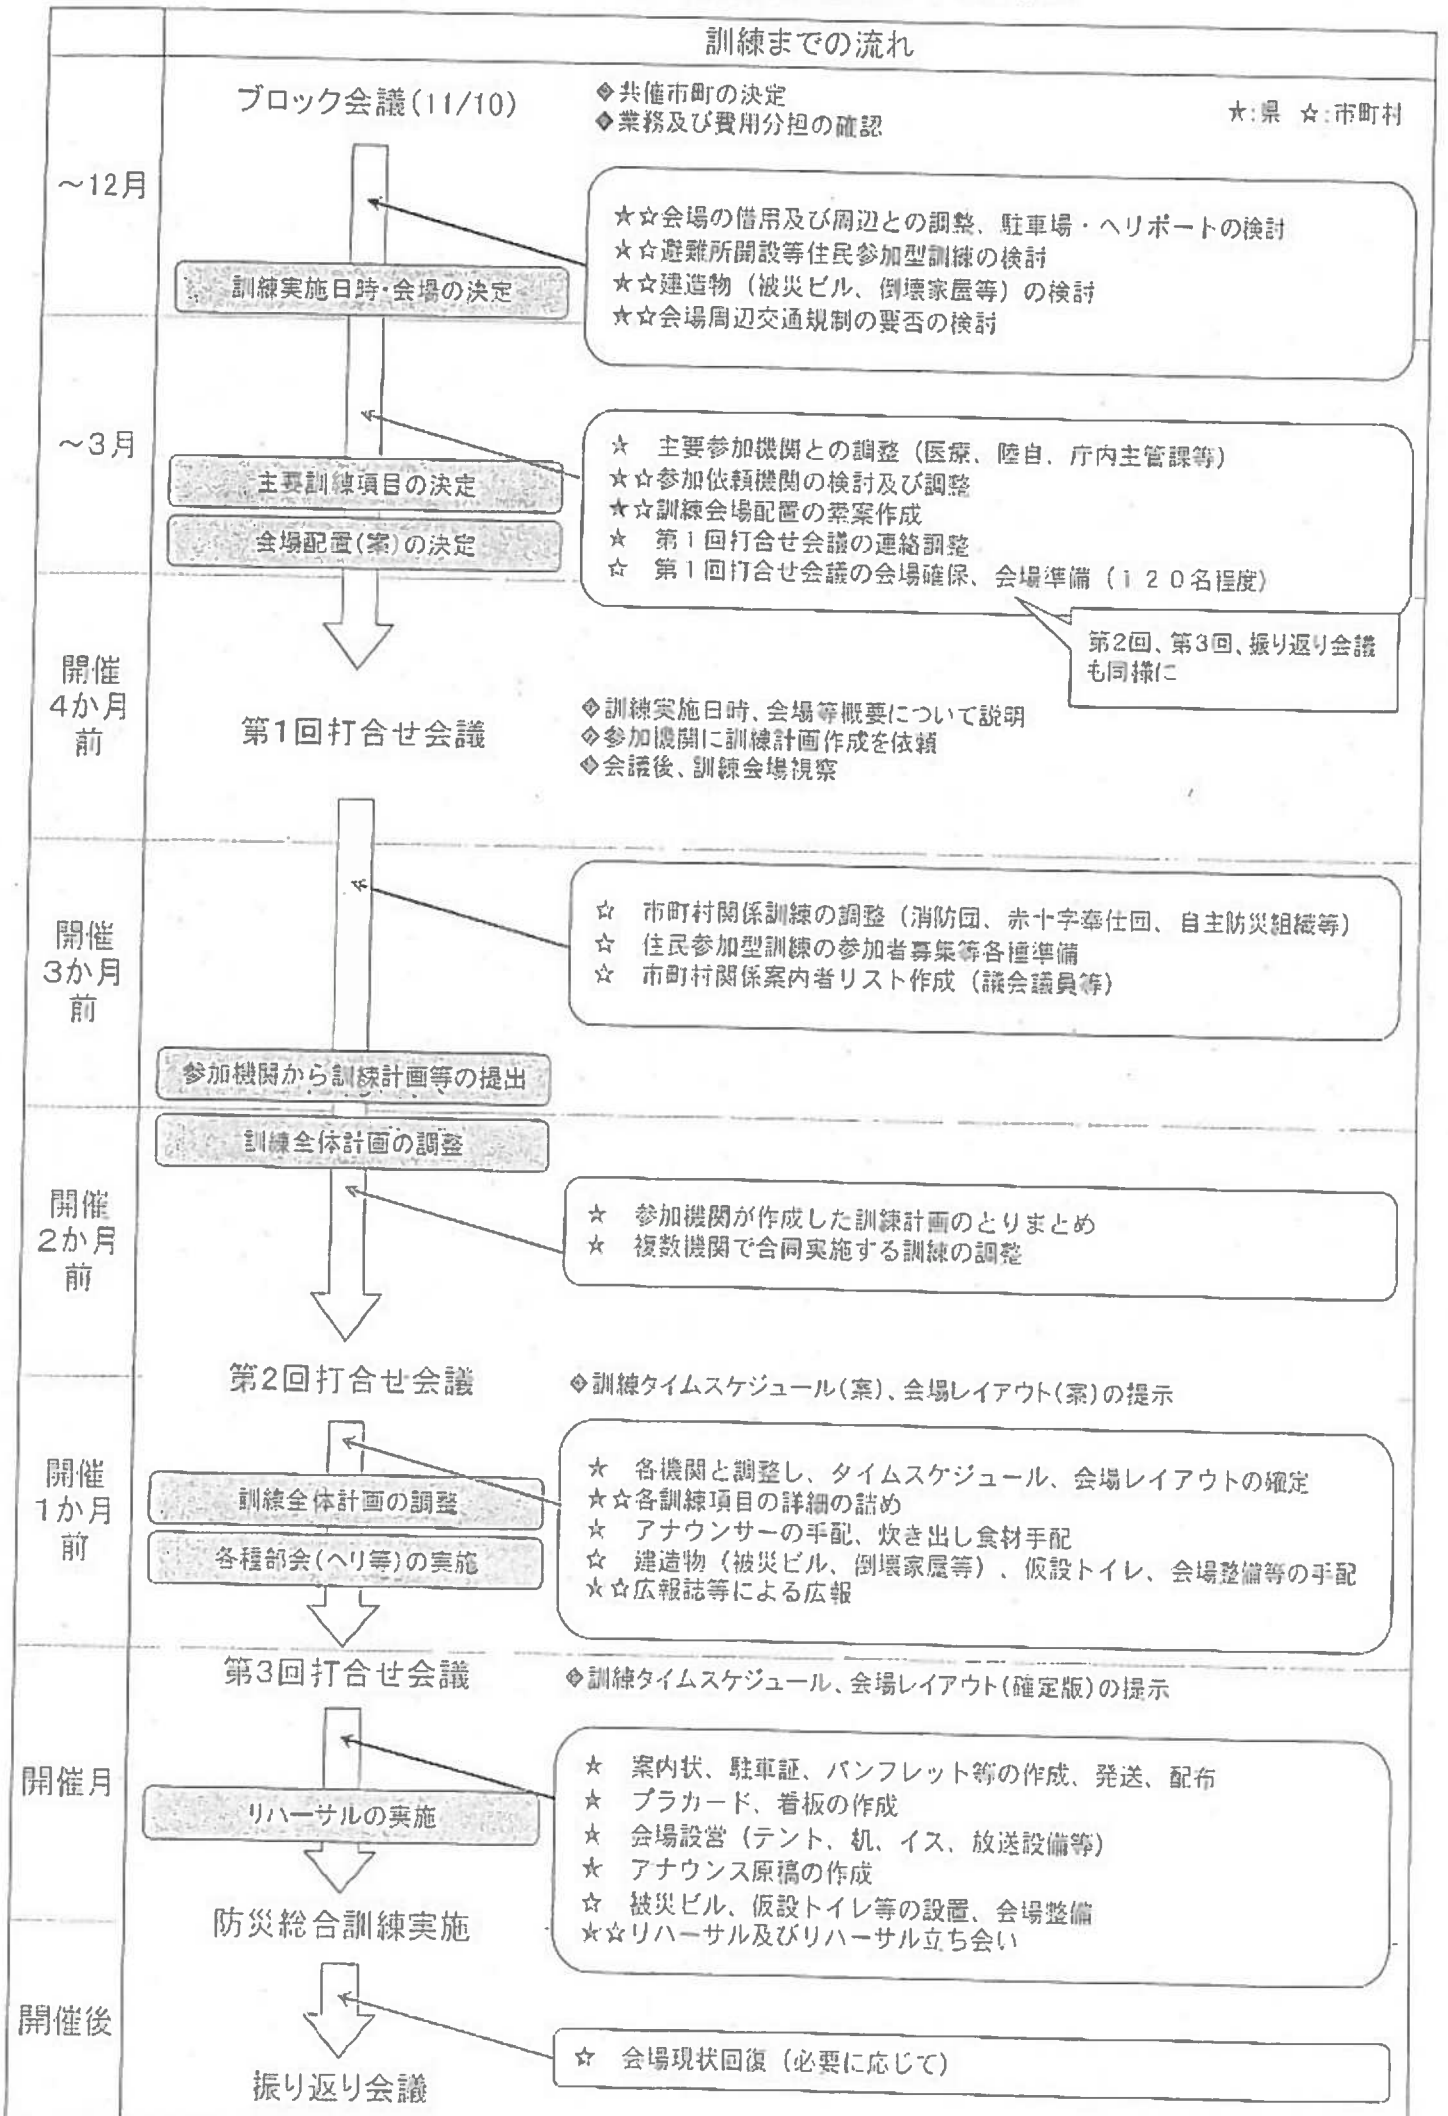 訓練までの流れ
ブロック会議(11/10)
◆共催市町の決定
◆業務及び費用分担の確認
★:県 ☆:市町村
～12月
★☆会場の借用及び周辺との調整、駐車場・ヘリポートの検討
★☆避難所開設等住民参加型訓練の検討
★☆建造物（被災ビル、倒壊家屋等）の検討
★☆会場周辺交通規制の要否の検討
訓練実施日時・会場の決定
～3月
★　主要参加機関との調整（医療、陸自、庁内主管課等）
★☆参加依頼機関の検討及び調整
★☆訓練会場配置の素案作成
★　第1回打合せ会議の連絡調整
☆　第1回打合せ会議の会場確保、会場準備（120名程度）
主要訓練項目の決定
会場配置(案)の決定
第2回、第3回、振り返り会議
も同様に
開催
4か月
前
第1回打合せ会議
◆訓練実施日時、会場等概要について説明
◆参加機関に訓練計画作成を依頼
◆会議後、訓練会場視察
開催
3か月
前
☆　市町村関係訓練の調整（消防団、赤十字奉仕団、自主防災組織等）
☆　住民参加型訓練の参加者募集等各種準備
☆　市町村関係案内者リスト作成（議会議員等）
参加機関から訓練計画等の提出
訓練全体計画の調整
開催
2か月
前
★　参加機関が作成した訓練計画のとりまとめ
★　複数機関で合同実施する訓練の調整
第2回打合せ会議
◆訓練タイムスケジュール(案)、会場レイアウト(案)の提示
開催
1か月
前
★　各機関と調整し、タイムスケジュール、会場レイアウトの確定
★☆各訓練項目の詳細の詰め
★　アナウンサーの手配、炊き出し食材手配
☆　建造物（被災ビル、倒壊家屋等）、仮設トイレ、会場整備等の手配
★☆広報誌等による広報
訓練全体計画の調整
各種部会(ヘリ等)の実施
第3回打合せ会議
◆訓練タイムスケジュール、会場レイアウト(確定版)の提示
開催月
★　案内状、駐車証、パンフレット等の作成、発送、配布
★　プラカード、看板の作成
★　会場設営（テント、机、イス、放送設備等）
★　アナウンス原稿の作成
☆　被災ビル、仮設トイレ等の設置、会場整備
★☆リハーサル及びリハーサル立ち会い
リハーサルの実施
防災総合訓練実施
開催後
☆　会場現状回復（必要に応じて）
振り返り会議